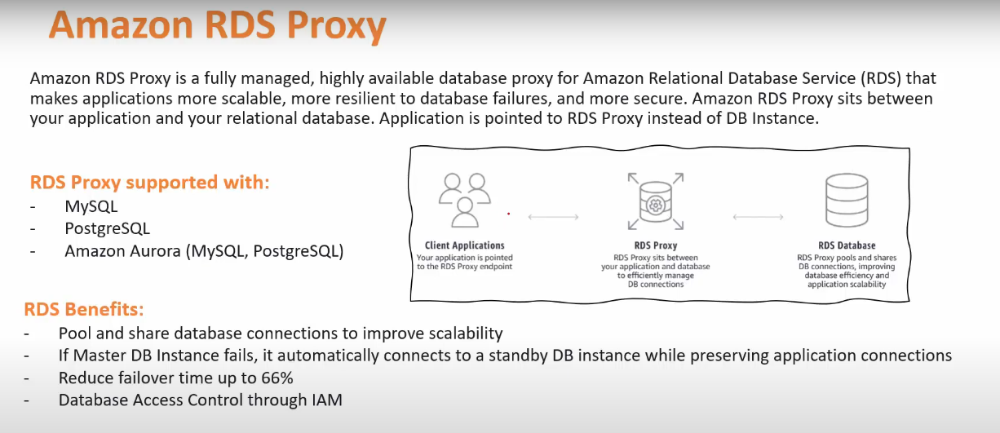 Amazon RDS Proxy
Amazon RDS Proxy is a fully managed, highly available database proxy for Amazon Relational Database Service (RDS) that
makes applications more scalable, more resilient to database failures, and more secure. Amazon RDS Proxy sits between
your application and your relational database. Application is pointed to RDS Proxy instead of DB Instance.
RDS Proxy supported with:
- MySQL
- PostgreSQL
- Amazon Aurora (MySQL, PostgreSQL)
Client Applications
Your application is pointed
to the RDS Proxy endpoint
RDS Proxy
RDS Proxy sits between
your application and database
to efficiently manage
DB connections
RDS Database
RDS Proxy pools and shares
DB connections, improving
database efficiency and
application scalability
RDS Benefits:
- Pool and share database connections to improve scalability
- If Master DB Instance fails, it automatically connects to a standby DB instance while preserving application connections
- Reduce failover time up to 66%
- Database Access Control through IAM